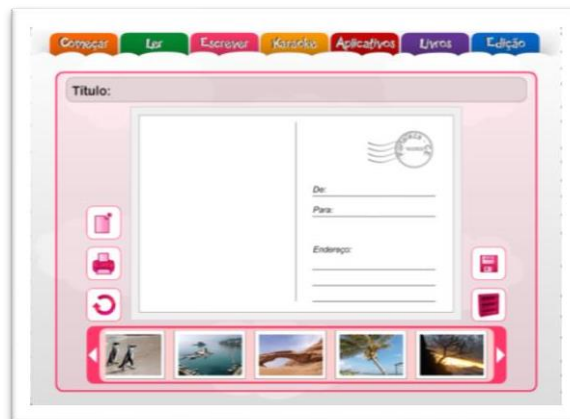 Começar Ler Escrever Karaokê Aplicativos Livros Edição
Título:
De:
Para:
Endereço: